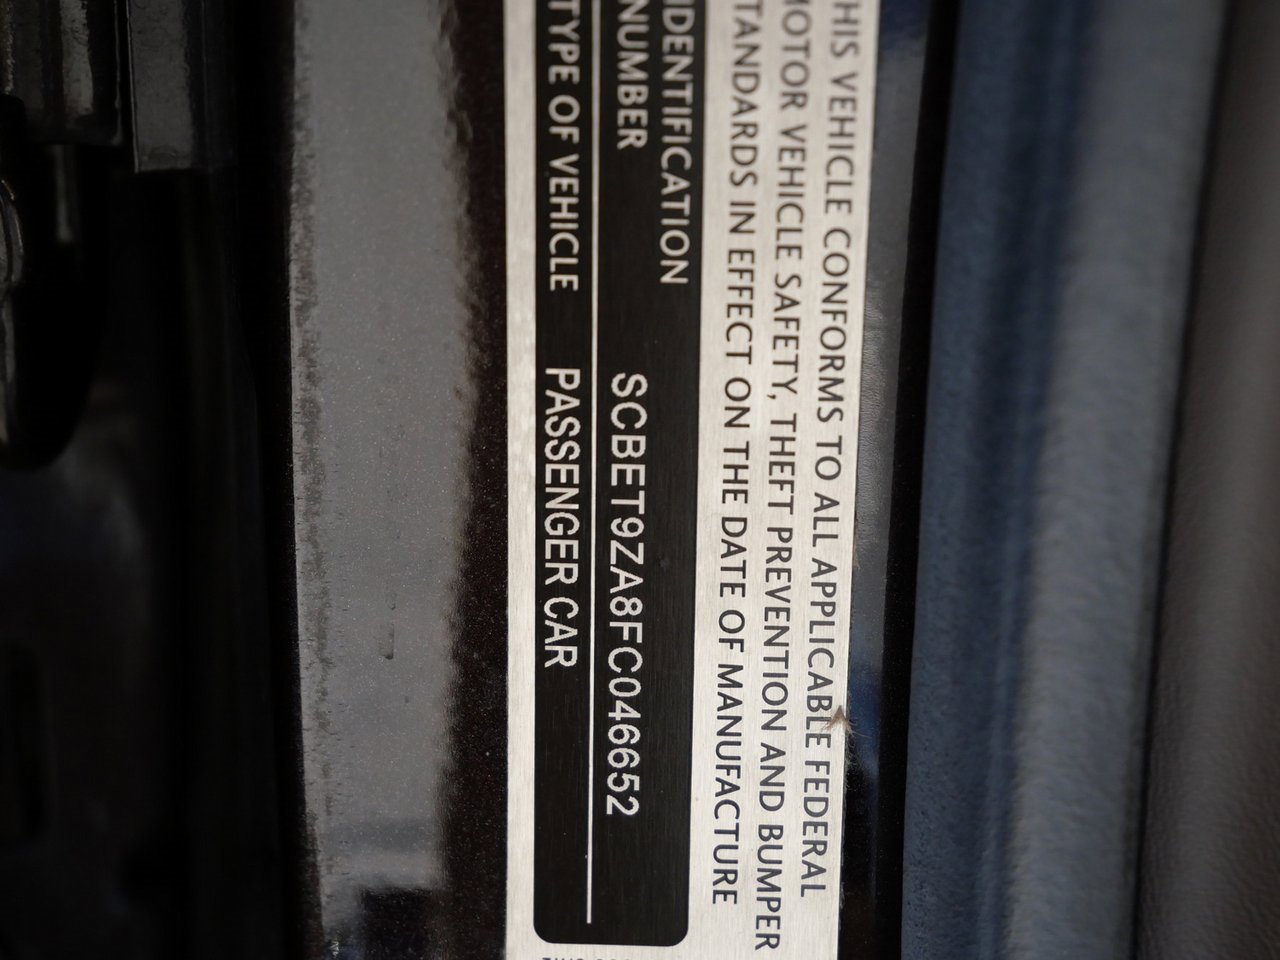 HIS VEHICLE CONFORMS TO ALL APPLICABLE FEDERAL
MOTOR VEHICLE SAFETY, THEFT PREVENTION AND BUMPER
TANDARDS IN EFFECT ON THE DATE OF MANUFACTURE
IDENTIFICATION
NUMBER SCBET9ZA8FC046652
TYPE OF VEHICLE PASSENGER CAR